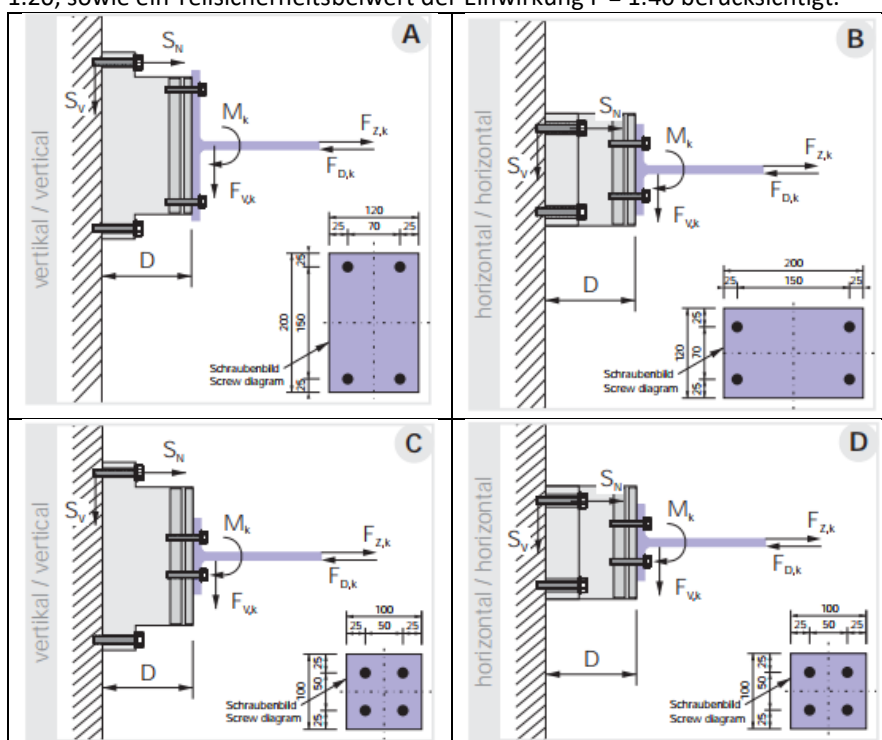 1.20, sowie ein Teilsicherheitsbeiwert der Einwirkung F = 1.40 berücksichtigt.
vertikal / vertical
A
S_N
S_V
M_k
F_Z,k
F_D,k
F_V,k
D
120
25 70 25
200
25
150
25
Schraubenbild
Screw diagram
horizontal / horizontal
B
S_N
S_V
M_k
F_Z,k
F_D,k
F_V,k
D
200
25 150 25
120
25
70
25
Schraubenbild
Screw diagram
vertikal / vertical
C
S_N
S_V
M_k
F_Z,k
F_D,k
F_V,k
D
100
25 50 25
100
25
50
25
Schraubenbild
Screw diagram
horizontal / horizontal
D
S_N
S_V
M_k
F_Z,k
F_D,k
F_V,k
D
100
25 50 25
100
25
50
25
Schraubenbild
Screw diagram